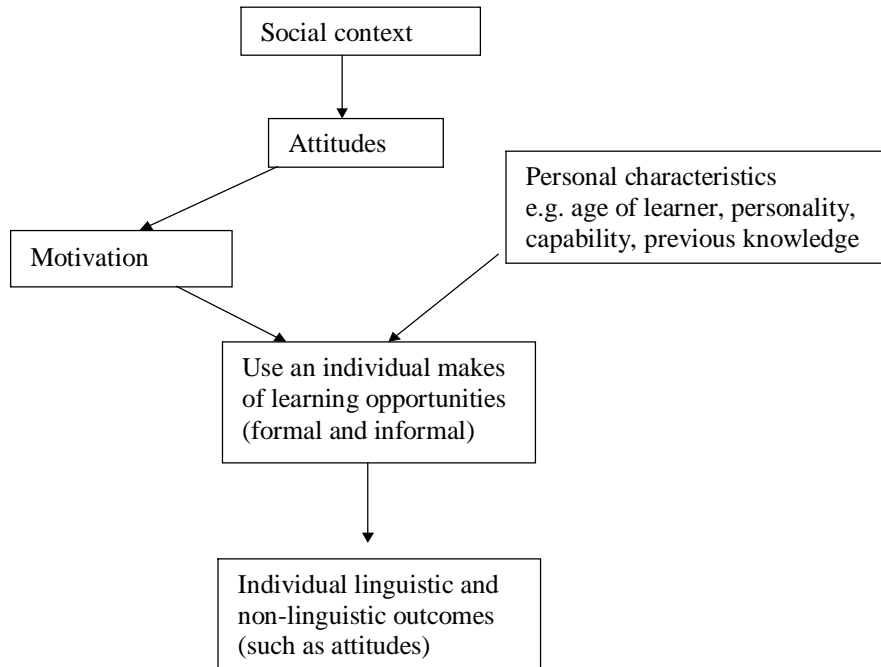 Social context
Attitudes
Personal characteristics
e.g. age of learner, personality,
capability, previous knowledge
Motivation
Use an individual makes
of learning opportunities
(formal and informal)
Individual linguistic and
non-linguistic outcomes
(such as attitudes)